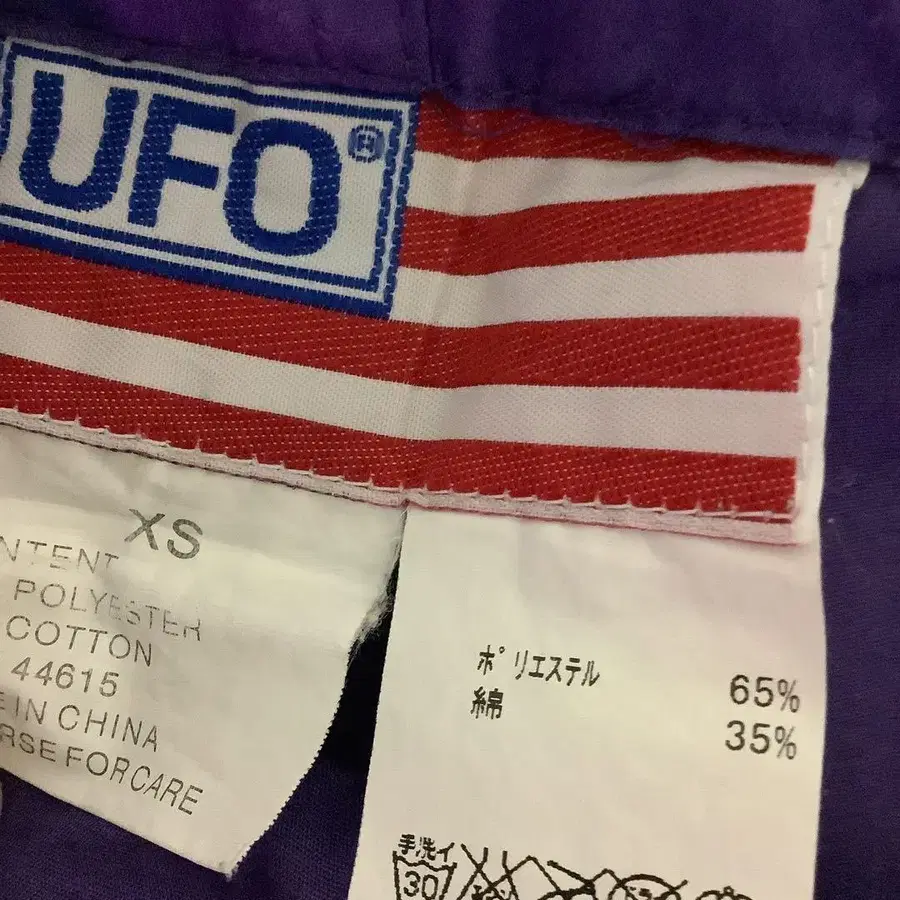 UFO®
XS
NTENT
POLYESTER
COTTON
44615
E IN CHINA
RSE FOR CARE
ポリエステル 65%
綿 35%
手洗イ
30